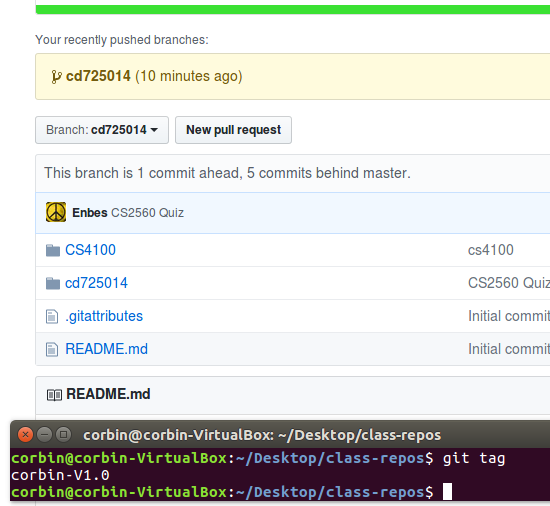 Your recently pushed branches:
cd725014 (10 minutes ago)
Branch: cd725014 New pull request
This branch is 1 commit ahead, 5 commits behind master.
Enbes CS2560 Quiz
CS4100 cs4100
cd725014 CS2560 Quiz
.gitattributes Initial commit
README.md Initial commit
README.md
corbin@corbin-VirtualBox: ~/Desktop/class-repos
corbin@corbin-VirtualBox:~/Desktop/class-repos$ git tag
corbin-V1.0
corbin@corbin-VirtualBox:~/Desktop/class-repos$